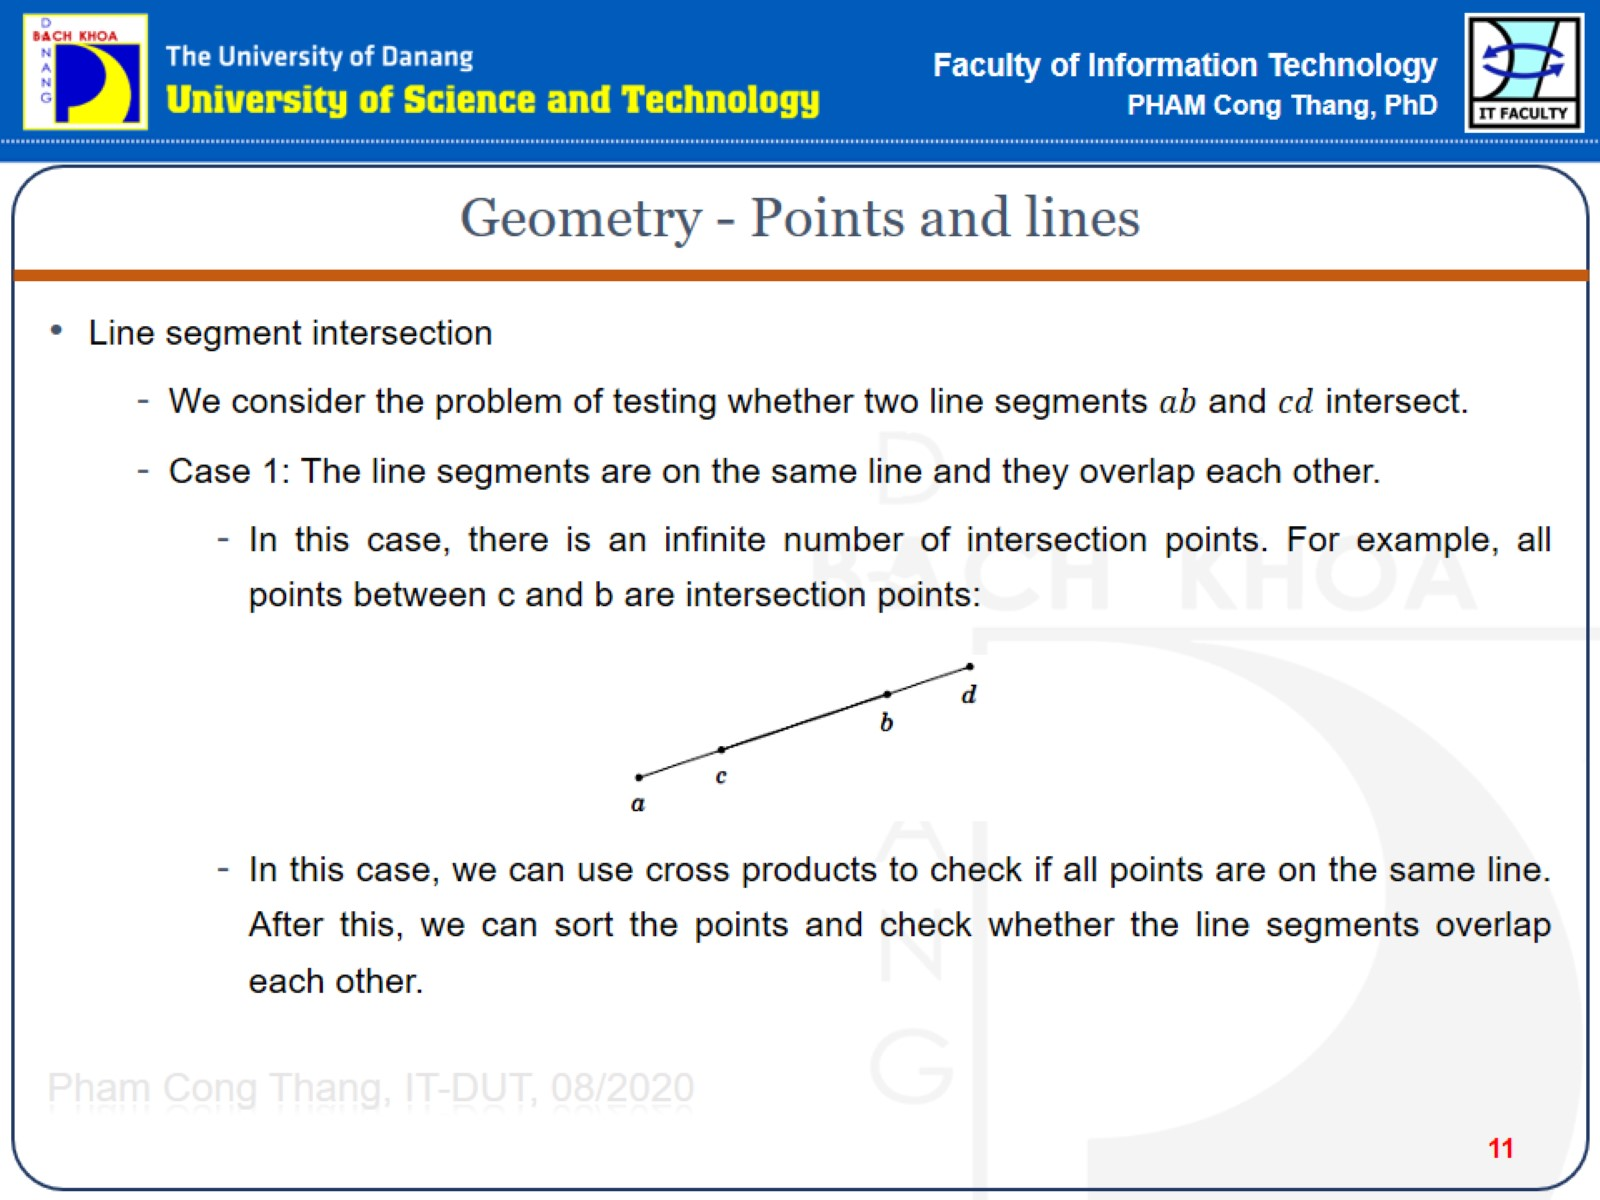 D
BACH KHOA
N
A
N
G
The University of Danang
University of Science and Technology
Faculty of Information Technology
PHAM Cong Thang, PhD
IT FACULTY
Geometry - Points and lines
• Line segment intersection
- We consider the problem of testing whether two line segments ab and cd intersect.
- Case 1: The line segments are on the same line and they overlap each other.
- In this case, there is an infinite number of intersection points. For example, all
points between c and b are intersection points:
d
b
c
a
- In this case, we can use cross products to check if all points are on the same line.
After this, we can sort the points and check whether the line segments overlap
each other.
D
BACH KHOA
A
N
G
Pham Cong Thang, IT-DUT, 08/2020
11